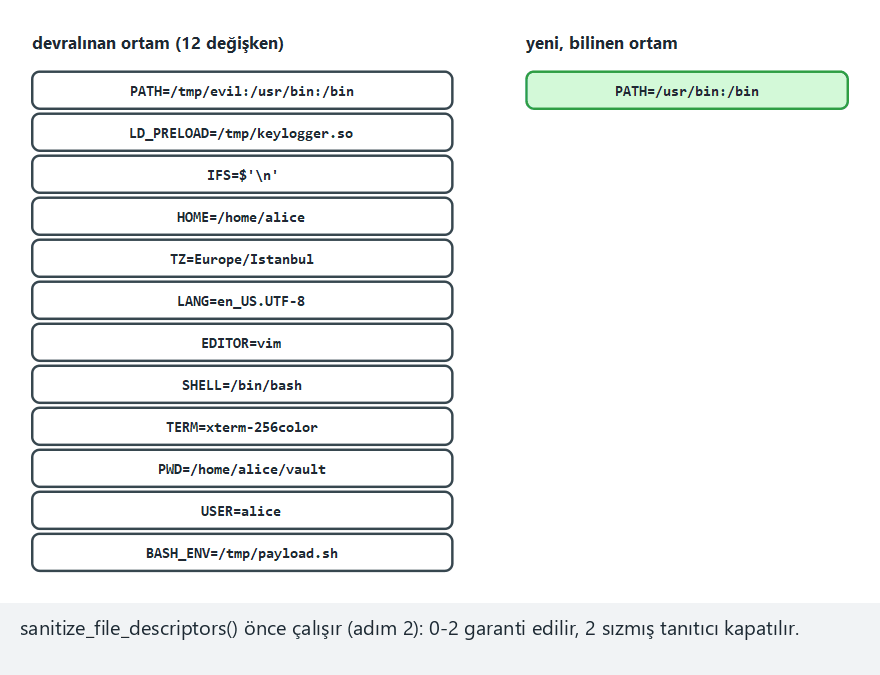 devralınan ortam (12 değişken)
PATH=/tmp/evil:/usr/bin:/bin
LD_PRELOAD=/tmp/keylogger.so
IFS=$'\n'
HOME=/home/alice
TZ=Europe/Istanbul
LANG=en_US.UTF-8
EDITOR=vim
SHELL=/bin/bash
TERM=xterm-256color
PWD=/home/alice/vault
USER=alice
BASH_ENV=/tmp/payload.sh
yeni, bilinen ortam
PATH=/usr/bin:/bin
sanitize_file_descriptors() önce çalışır (adım 2): 0-2 garanti edilir, 2 sızmış tanıtıcı kapatılır.